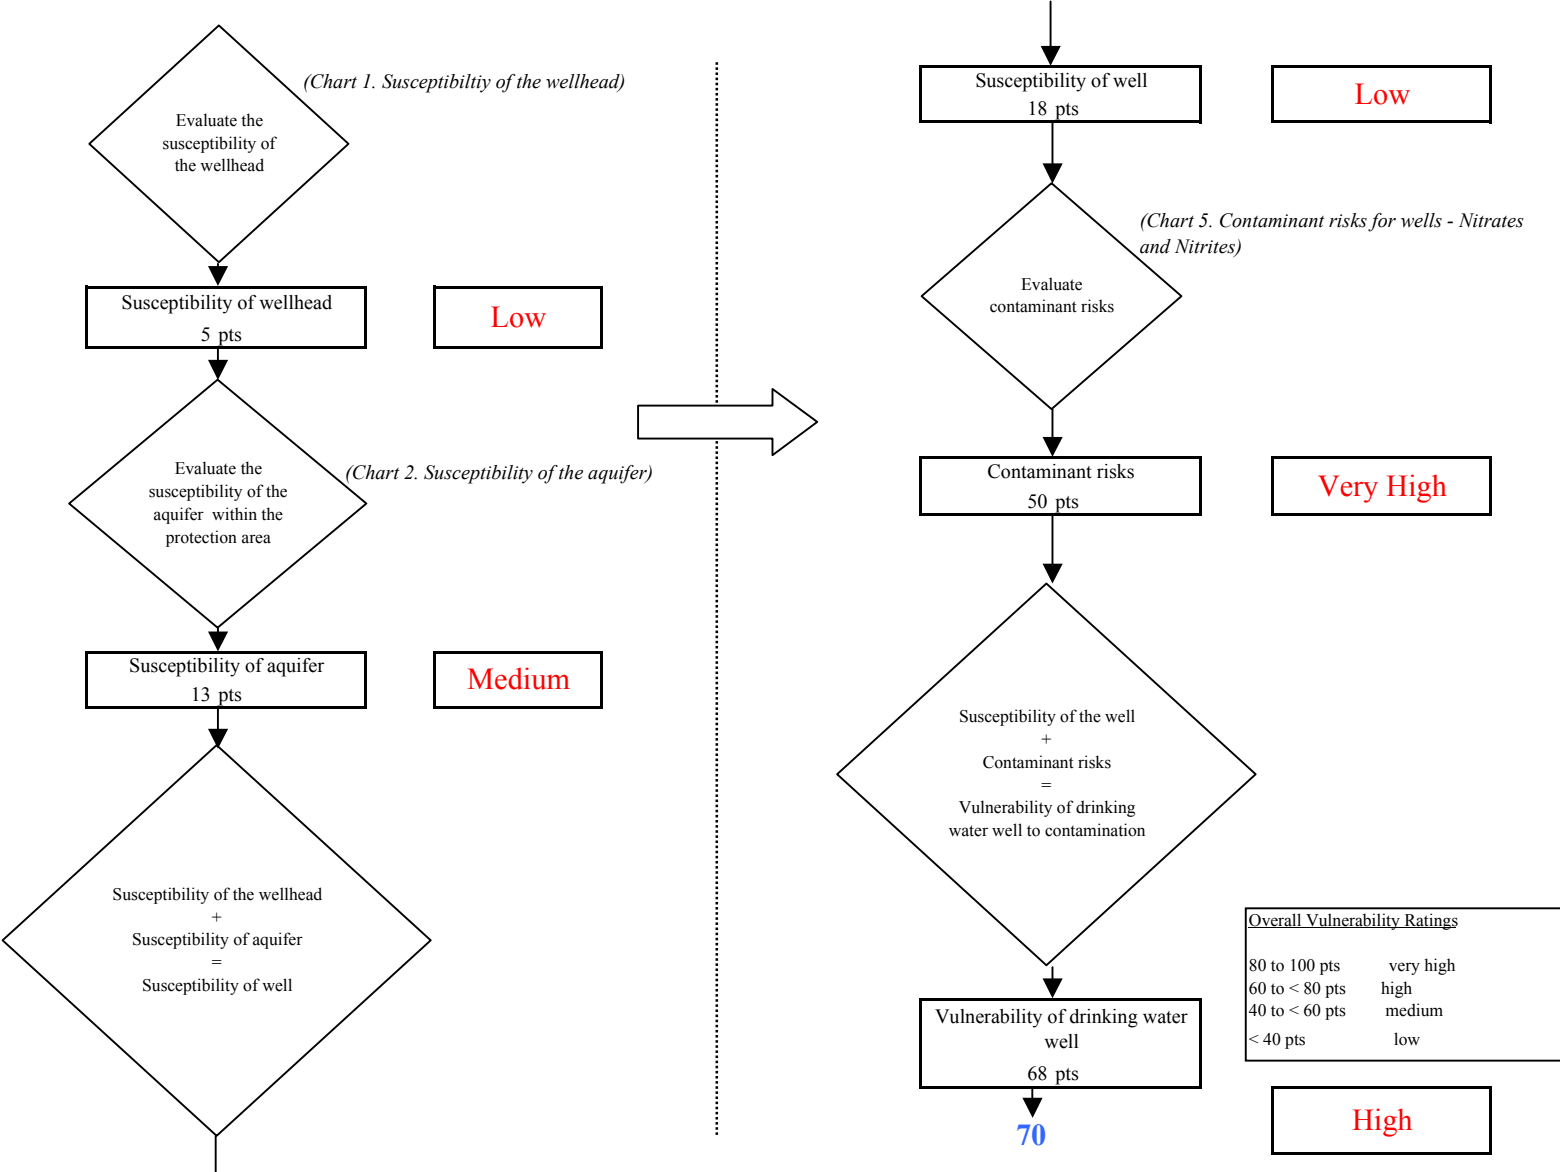 (Chart 1. Susceptibiltiy of the wellhead)
Evaluate the
susceptibility of
the wellhead
Susceptibility of wellhead
5 pts
Low
(Chart 2. Susceptibility of the aquifer)
Evaluate the
susceptibility of the
aquifer within the
protection area
Susceptibility of aquifer
13 pts
Medium
Susceptibility of the wellhead
+
Susceptibility of aquifer
=
Susceptibility of well
Susceptibility of well
18 pts
Low
(Chart 5. Contaminant risks for wells - Nitrates
and Nitrites)
Evaluate
contaminant risks
Contaminant risks
50 pts
Very High
Susceptibility of the well
+
Contaminant risks
=
Vulnerability of drinking
water well to contamination
Overall Vulnerability Ratings
80 to 100 pts very high
60 to < 80 pts high
40 to < 60 pts medium
< 40 pts low
Vulnerability of drinking water
well
68 pts
70
High